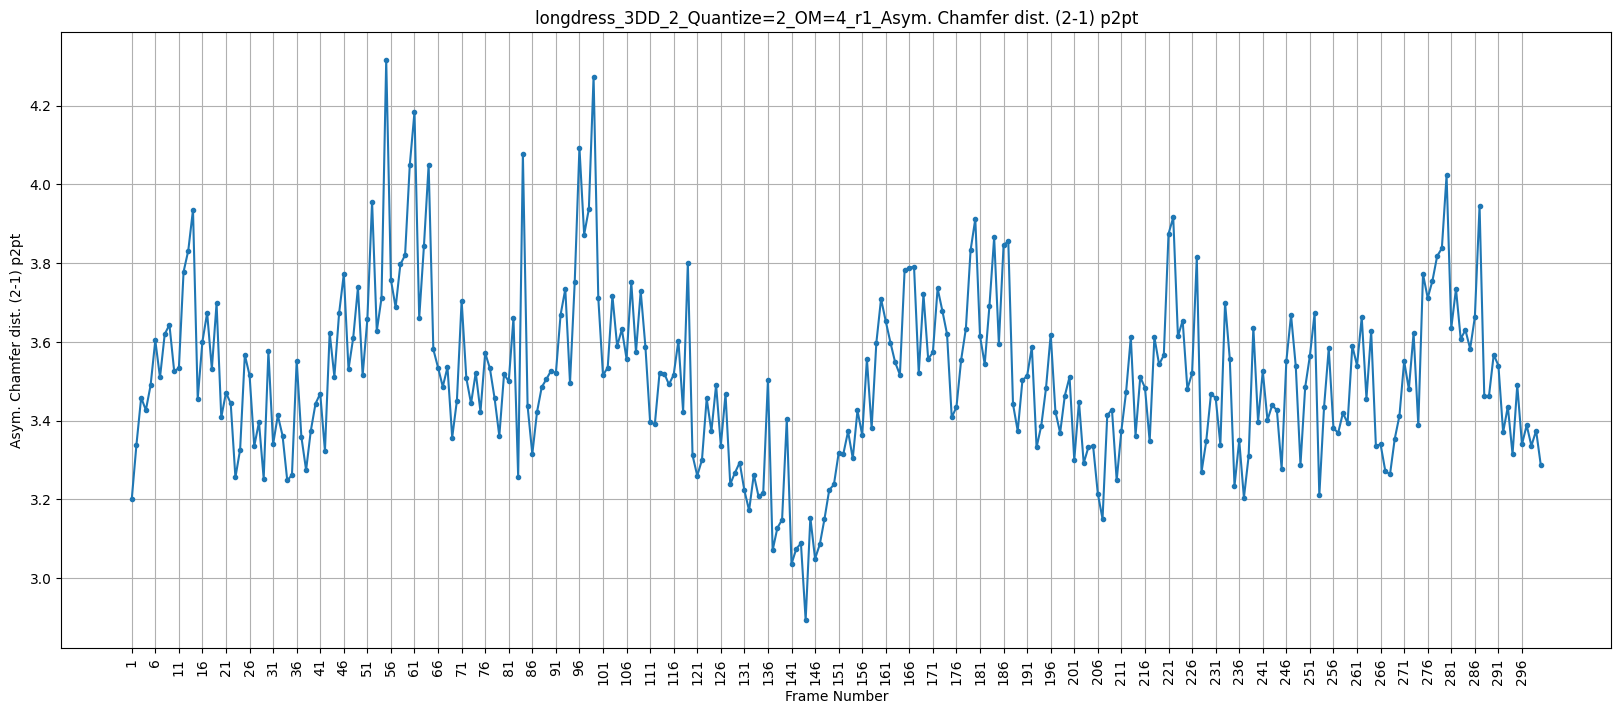 longdress_3DD_2_Quantize=2_OM=4_r1_Asym. Chamfer dist. (2-1) p2pt
Asym. Chamfer dist. (2-1) p2pt
4.2
4.0
3.8
3.6
3.4
3.2
3.0
1 6 11 16 21 26 31 36 41 46 51 56 61 66 71 76 81 86 91 96 101 106 111 116 121 126 131 136 141 146 151 156 161 166 171 176 181 186 191 196 201 206 211 216 221 226 231 236 241 246 251 256 261 266 271 276 281 286 291 296
Frame Number